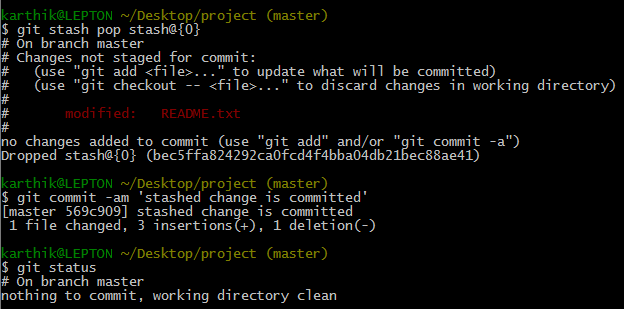 karthik@LEPTON ~/Desktop/project (master)
$ git stash pop stash@{0}
# On branch master
# Changes not staged for commit:
#   (use "git add <file>..." to update what will be committed)
#   (use "git checkout -- <file>..." to discard changes in working directory)
#
#       modified:   README.txt
#
no changes added to commit (use "git add" and/or "git commit -a")
Dropped stash@{0} (bec5ffa824292ca0fcd4f4bba04db21bec88ae41)
karthik@LEPTON ~/Desktop/project (master)
$ git commit -am 'stashed change is committed'
[master 569c909] stashed change is committed
 1 file changed, 3 insertions(+), 1 deletion(-)
karthik@LEPTON ~/Desktop/project (master)
$ git status
# On branch master
nothing to commit, working directory clean